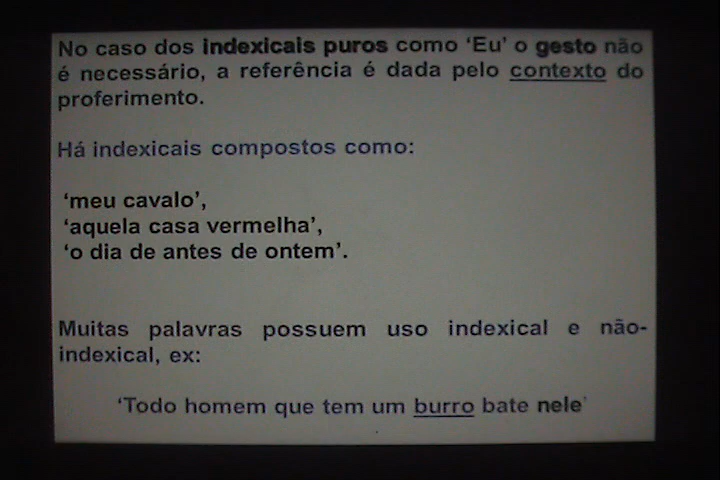 No caso dos indexicais puros como ‘Eu’ o gesto não
é necessário, a referência é dada pelo contexto do
proferimento.
Há indexicais compostos como:
‘meu cavalo’,
‘aquela casa vermelha’,
‘o dia de antes de ontem’.
Muitas palavras possuem uso indexical e não-
indexical, ex:
‘Todo homem que tem um burro bate nele’